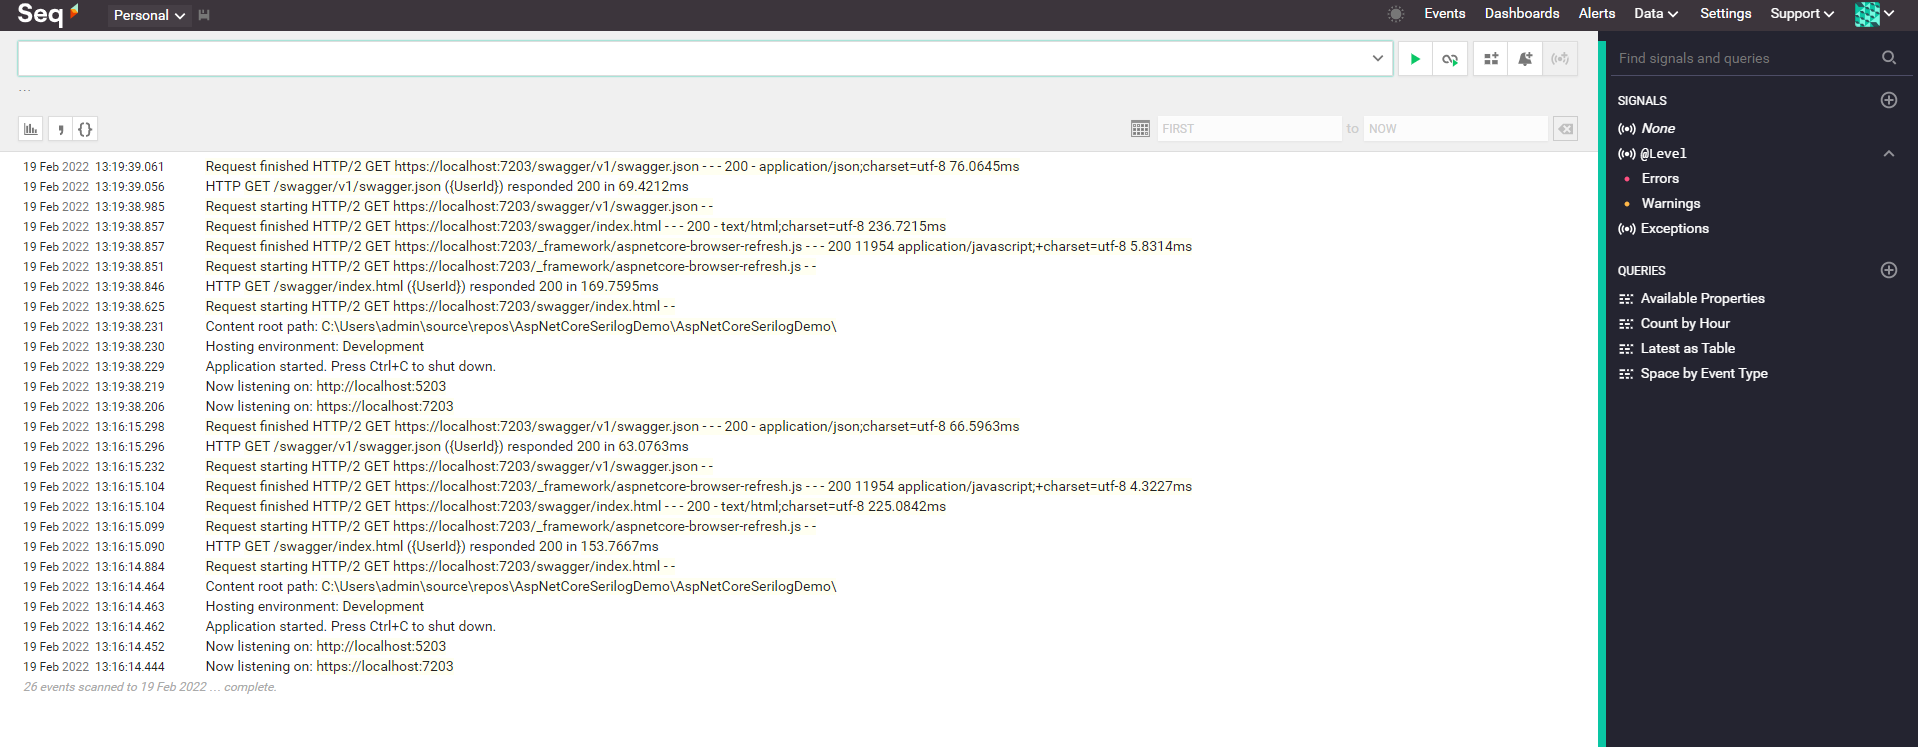 Seq Personal Events Dashboards Alerts Data Settings Support
...
FIRST to NOW
19 Feb 2022 13:19:39.061 Request finished HTTP/2 GET https://localhost:7203/swagger/v1/swagger.json - - - 200 - application/json;charset=utf-8 76.0645ms
19 Feb 2022 13:19:39.056 HTTP GET /swagger/v1/swagger.json ({UserId}) responded 200 in 69.4212ms
19 Feb 2022 13:19:38.985 Request starting HTTP/2 GET https://localhost:7203/swagger/v1/swagger.json - -
19 Feb 2022 13:19:38.857 Request finished HTTP/2 GET https://localhost:7203/swagger/index.html - - - 200 - text/html;charset=utf-8 236.7215ms
19 Feb 2022 13:19:38.857 Request finished HTTP/2 GET https://localhost:7203/_framework/aspnetcore-browser-refresh.js - - - 200 11954 application/javascript;+charset=utf-8 5.8314ms
19 Feb 2022 13:19:38.851 Request starting HTTP/2 GET https://localhost:7203/_framework/aspnetcore-browser-refresh.js - -
19 Feb 2022 13:19:38.846 HTTP GET /swagger/index.html ({UserId}) responded 200 in 169.7595ms
19 Feb 2022 13:19:38.625 Request starting HTTP/2 GET https://localhost:7203/swagger/index.html - -
19 Feb 2022 13:19:38.231 Content root path: C:\Users\admin\source\repos\AspNetCoreSerilogDemo\AspNetCoreSerilogDemo\
19 Feb 2022 13:19:38.230 Hosting environment: Development
19 Feb 2022 13:19:38.229 Application started. Press Ctrl+C to shut down.
19 Feb 2022 13:19:38.219 Now listening on: http://localhost:5203
19 Feb 2022 13:19:38.206 Now listening on: https://localhost:7203
19 Feb 2022 13:16:15.298 Request finished HTTP/2 GET https://localhost:7203/swagger/v1/swagger.json - - - 200 - application/json;charset=utf-8 66.5963ms
19 Feb 2022 13:16:15.296 HTTP GET /swagger/v1/swagger.json ({UserId}) responded 200 in 63.0763ms
19 Feb 2022 13:16:15.232 Request starting HTTP/2 GET https://localhost:7203/swagger/v1/swagger.json - -
19 Feb 2022 13:16:15.104 Request finished HTTP/2 GET https://localhost:7203/_framework/aspnetcore-browser-refresh.js - - - 200 11954 application/javascript;+charset=utf-8 4.3227ms
19 Feb 2022 13:16:15.104 Request finished HTTP/2 GET https://localhost:7203/swagger/index.html - - - 200 - text/html;charset=utf-8 225.0842ms
19 Feb 2022 13:16:15.099 Request starting HTTP/2 GET https://localhost:7203/_framework/aspnetcore-browser-refresh.js - -
19 Feb 2022 13:16:15.090 HTTP GET /swagger/index.html ({UserId}) responded 200 in 153.7667ms
19 Feb 2022 13:16:14.884 Request starting HTTP/2 GET https://localhost:7203/swagger/index.html - -
19 Feb 2022 13:16:14.464 Content root path: C:\Users\admin\source\repos\AspNetCoreSerilogDemo\AspNetCoreSerilogDemo\
19 Feb 2022 13:16:14.463 Hosting environment: Development
19 Feb 2022 13:16:14.462 Application started. Press Ctrl+C to shut down.
19 Feb 2022 13:16:14.452 Now listening on: http://localhost:5203
19 Feb 2022 13:16:14.444 Now listening on: https://localhost:7203
26 events scanned to 19 Feb 2022 ... complete.
Find signals and queries
SIGNALS
None
@Level
Errors
Warnings
Exceptions
QUERIES
Available Properties
Count by Hour
Latest as Table
Space by Event Type